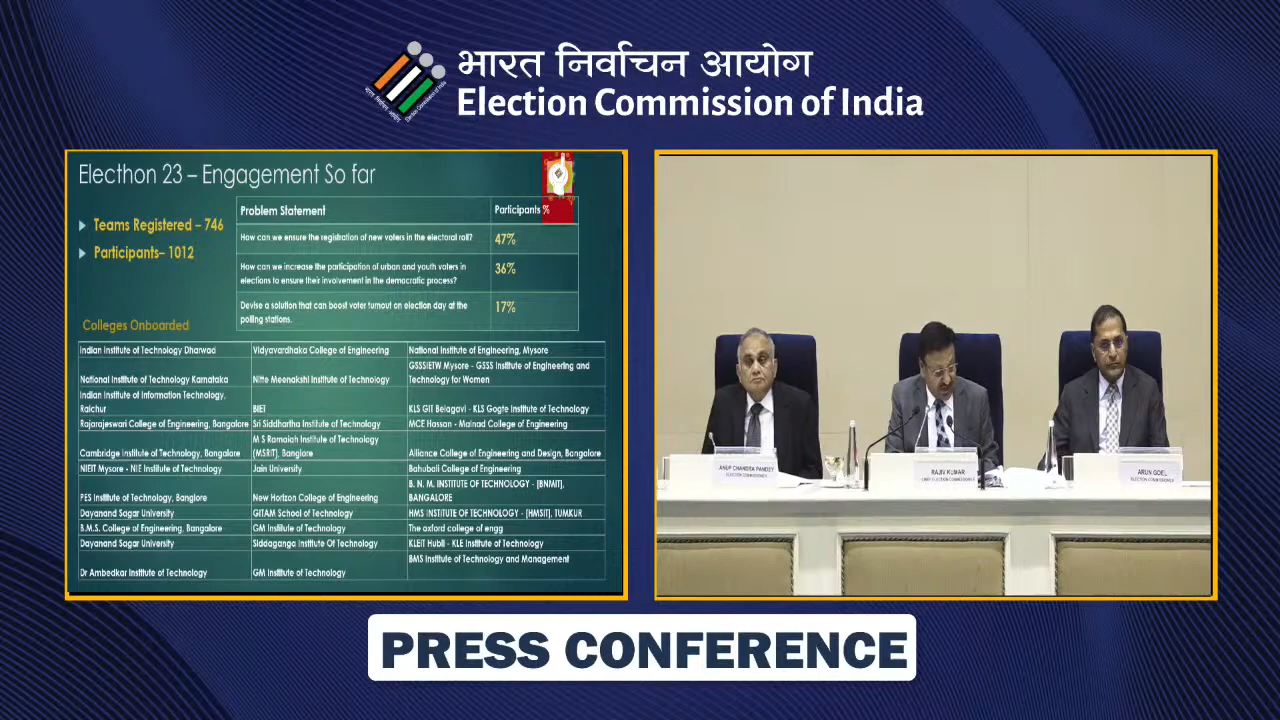 भारत निर्वाचन आयोग
Election Commission of India
Electhon 23 – Engagement So far
Teams Registered – 746
Participants– 1012
Problem Statement Participants %
How can we ensure the registration of new voters in the electoral roll? 47%
How can we increase the participation of urban and youth voters in
elections to ensure their involvement in the democratic process? 36%
Devise a solution that can boost voter turnout on election day at the
polling stations. 17%
Colleges Onboarded
Indian Institute of Technology Dharwad Vidyavardhaka College of Engineering National Institute of Engineering, Mysore
GSSSIETW Mysore - GSSS Institute of Engineering and
National Institute of Technology Karnataka Nitte Meenakshi Institute of Technology Technology for Women
Indian Institute of Information Technology,
Raichur BIET KLS GIT Belagavi - KLS Gogte Institute of Technology
Rajarajeswari College of Engineering, Bangalore Sri Siddhartha Institute of Technology MCE Hassan - Malnad College of Engineering
M S Ramaiah Institute of Technology
Cambridge Institute of Technology, Bangalore (MSRIT), Banglore Alliance College of Engineering and Design, Bangalore
NIEIT Mysore - NIE Institute of Technology Jain University Bahubali College of Engineering
B. N. M. INSTITUTE OF TECHNOLOGY - [BNMIT],
PES Institute of Technology, Banglore New Horizon College of Engineering BANGALORE
Dayanand Sagar University GITAM School of Technology HMS INSTITUTE OF TECHNOLOGY - [HMSIT], TUMKUR
B.M.S. College of Engineering, Bangalore GM Institute of Technology The oxford college of engg
Dayanand Sagar University Siddaganga Institute Of Technology KLEIT Hubli - KLE Institute of Technology
BMS Institute of Technology and Management
Dr Ambedkar Institute of Technology GM Institute of Technology
ANUP CHANDRA PANDEY
ELECTION COMMISSIONER
RAJIV KUMAR
CHIEF ELECTION COMMISSIONER
ARUN GOEL
ELECTION COMMISSIONER
PRESS CONFERENCE